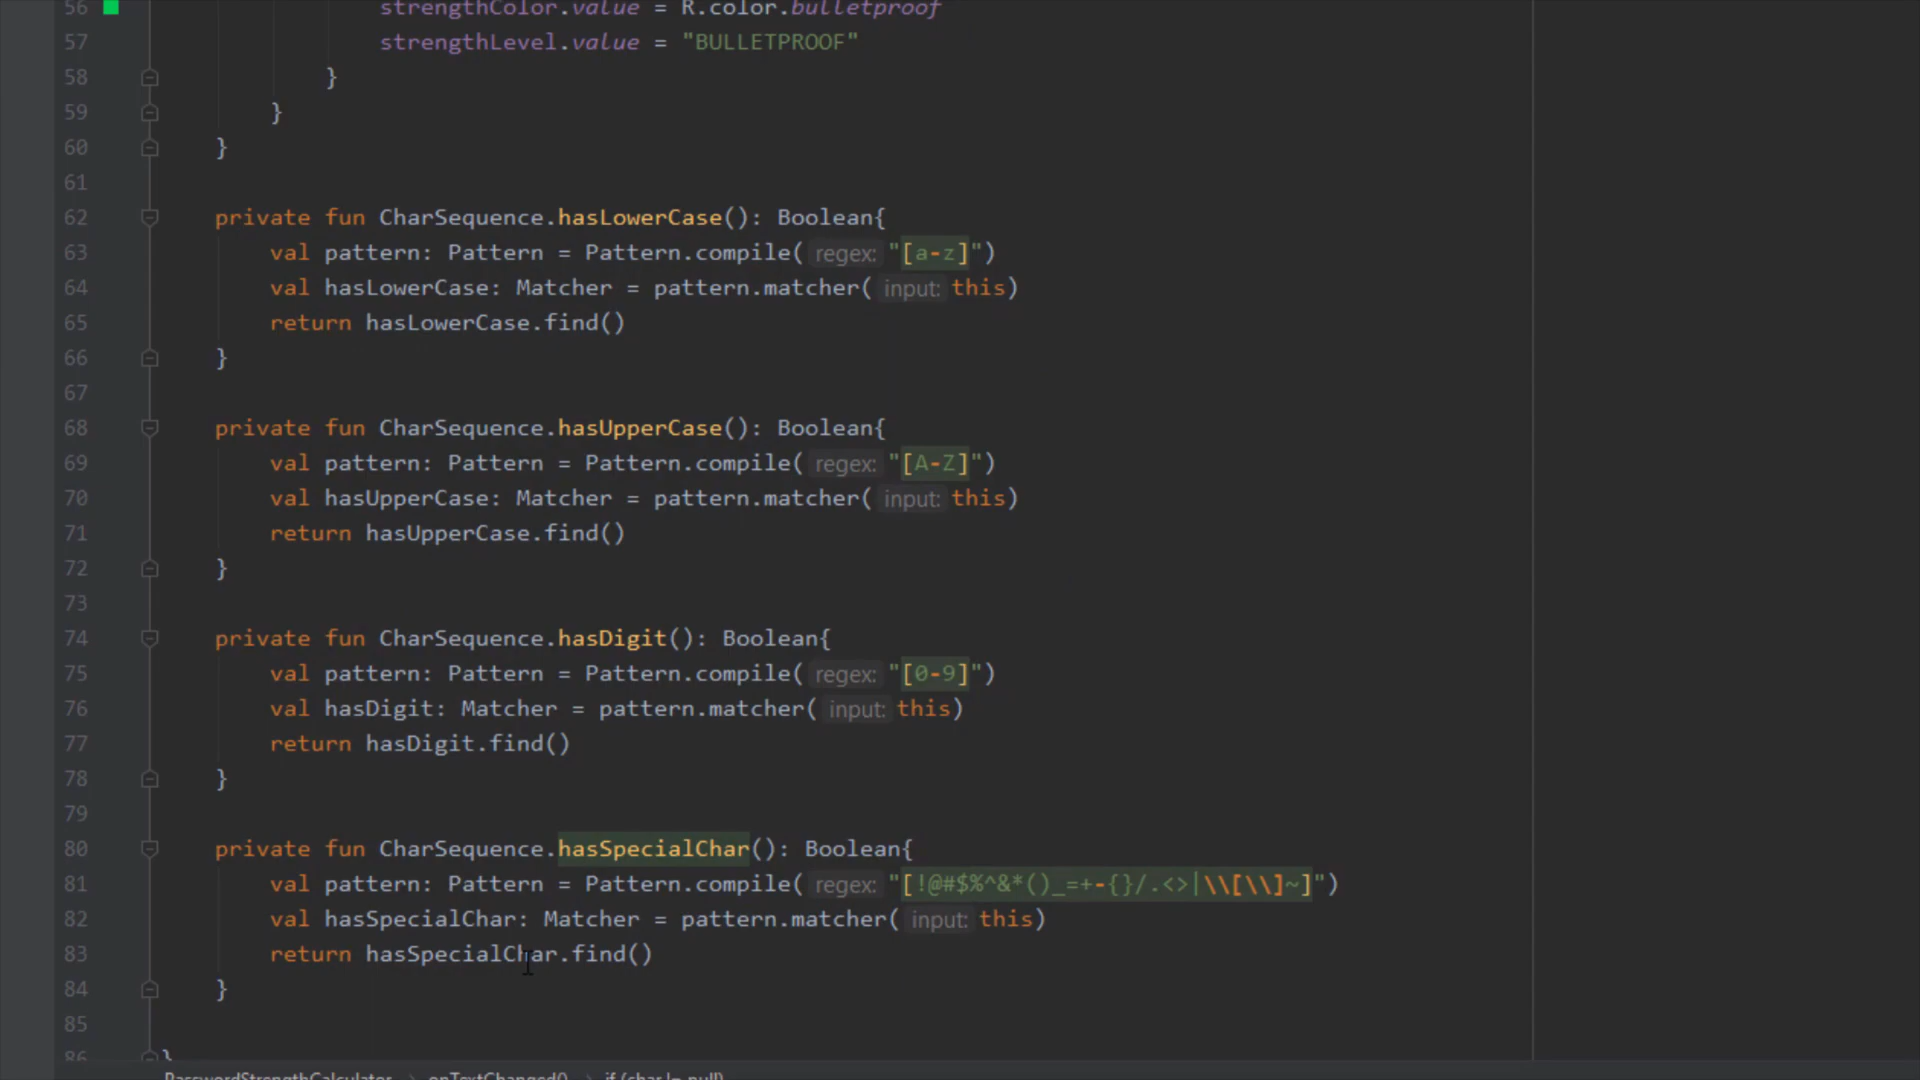 56 strengthColor.value = R.color.bulletproof
57 strengthLevel.value = "BULLETPROOF"
58 }
59 }
60 }
61
62 private fun CharSequence.hasLowerCase(): Boolean{
63 val pattern: Pattern = Pattern.compile( regex: "[a-z]")
64 val hasLowerCase: Matcher = pattern.matcher( input: this)
65 return hasLowerCase.find()
66 }
67
68 private fun CharSequence.hasUpperCase(): Boolean{
69 val pattern: Pattern = Pattern.compile( regex: "[A-Z]")
70 val hasUpperCase: Matcher = pattern.matcher( input: this)
71 return hasUpperCase.find()
72 }
73
74 private fun CharSequence.hasDigit(): Boolean{
75 val pattern: Pattern = Pattern.compile( regex: "[0-9]")
76 val hasDigit: Matcher = pattern.matcher( input: this)
77 return hasDigit.find()
78 }
79
80 private fun CharSequence.hasSpecialChar(): Boolean{
81 val pattern: Pattern = Pattern.compile( regex: "[!@#$%^&*()_=+-{}/.<>|\\[\\]~]")
82 val hasSpecialChar: Matcher = pattern.matcher( input: this)
83 return hasSpecialChar.find()
84 }
85
86 }
PasswordStrengthCalculator > onTextChanged() > if (char != null)